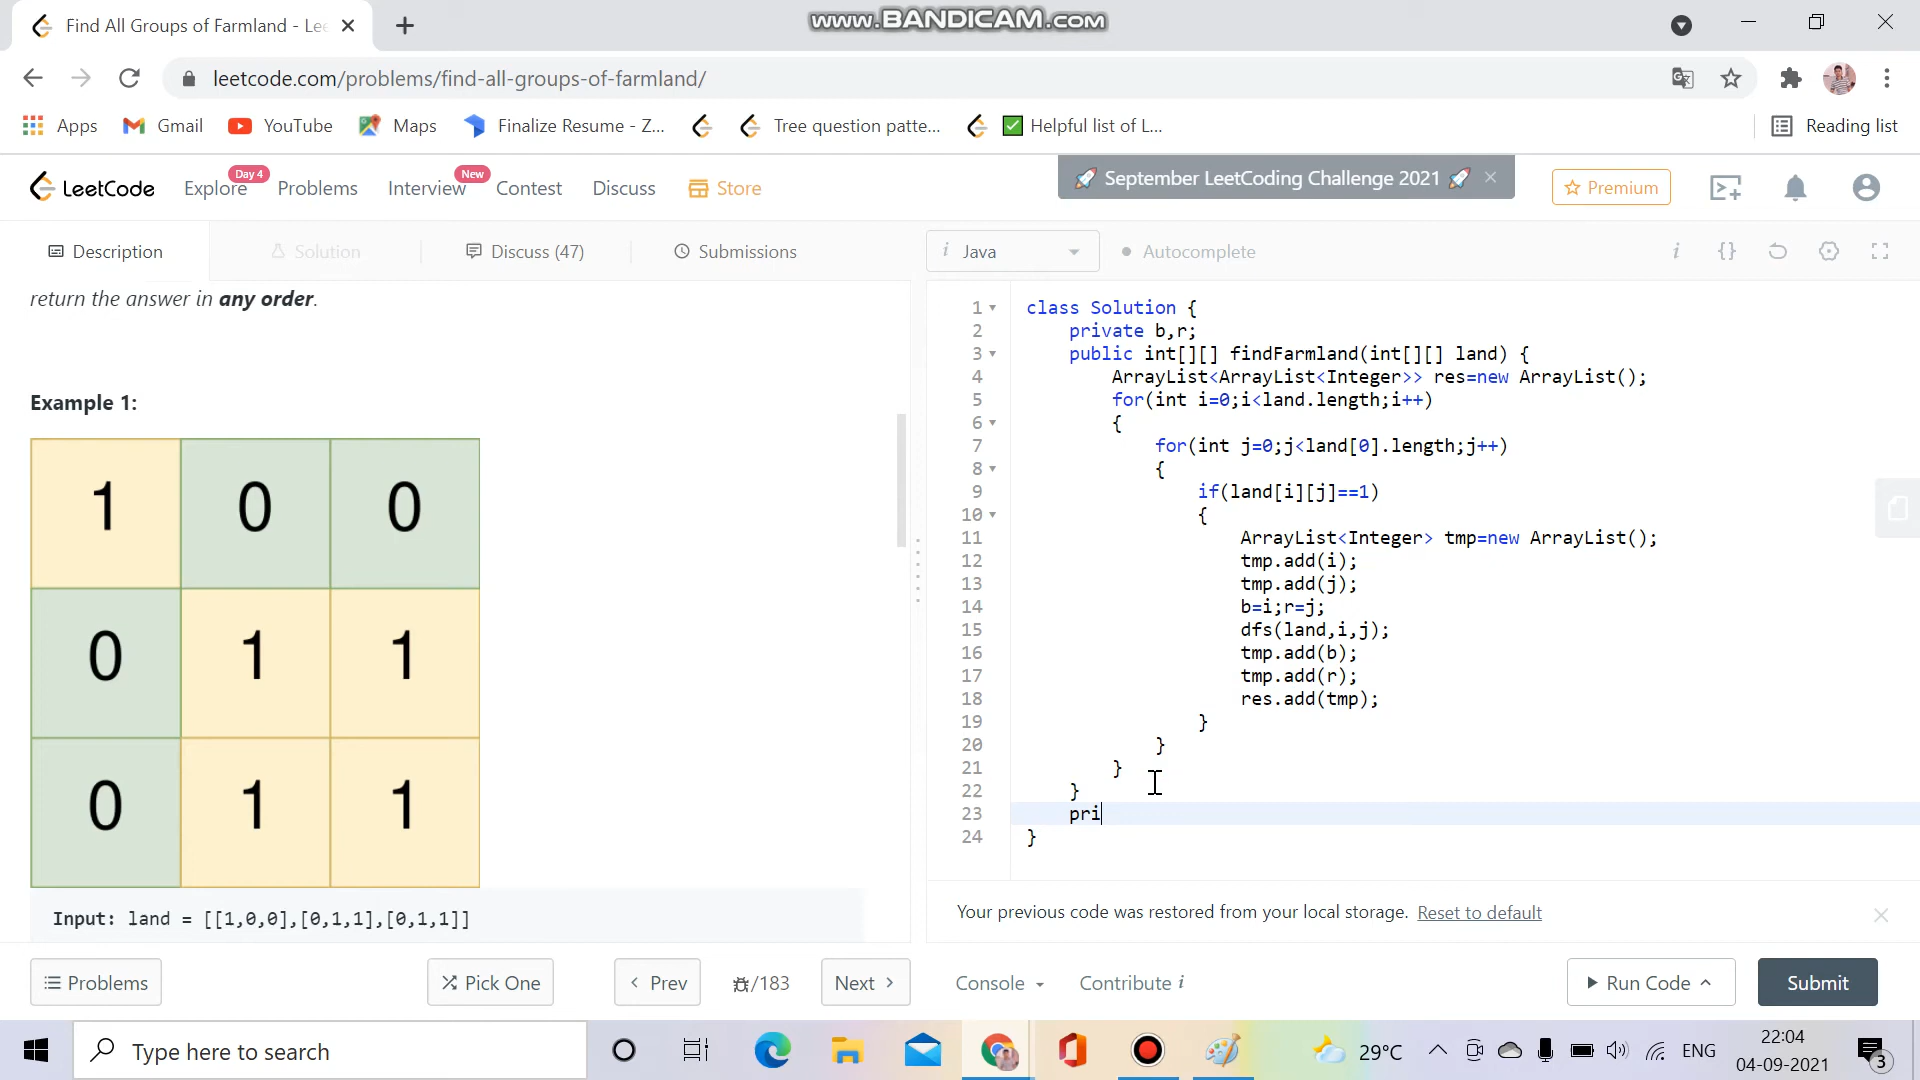 Find All Groups of Farmland - Lee
www.BANDICAM.com
leetcode.com/problems/find-all-groups-of-farmland/
Apps Gmail YouTube Maps Finalize Resume - Z... Tree question patte... Helpful list of L... Reading list
LeetCode Explore Day 4 Problems Interview New Contest Discuss Store September LeetCoding Challenge 2021 Premium
Description Solution Discuss (47) Submissions
i Java Autocomplete i {}
return the answer in any order.
Example 1:
1 0 0
0 1 1
0 1 1
Input: land = [[1,0,0],[0,1,1],[0,1,1]]
1 class Solution {
2 private b,r;
3 public int[][] findFarmland(int[][] land) {
4 ArrayList<ArrayList<Integer>> res=new ArrayList();
5 for(int i=0;i<land.length;i++)
6 {
7 for(int j=0;j<land[0].length;j++)
8 {
9 if(land[i][j]==1)
10 {
11 ArrayList<Integer> tmp=new ArrayList();
12 tmp.add(i);
13 tmp.add(j);
14 b=i;r=j;
15 dfs(land,i,j);
16 tmp.add(b);
17 tmp.add(r);
18 res.add(tmp);
19 }
20 }
21 }
22 }
23 pri
24 }
Your previous code was restored from your local storage. Reset to default
Problems Pick One Prev /183 Next Console Contribute i Run Code Submit
Type here to search
29°C ENG
22:04
04-09-2021
3